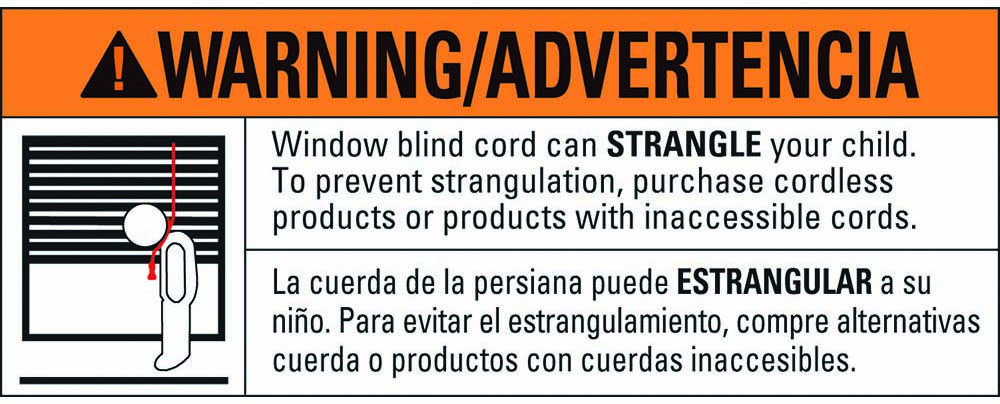 WARNING/ADVERTENCIA
Window blind cord can STRANGLE your child.
To prevent strangulation, purchase cordless
products or products with inaccessible cords.
La cuerda de la persiana puede ESTRANGULAR a su
niño. Para evitar el estrangulamiento, compre alternativas
cuerda o productos con cuerdas inaccesibles.